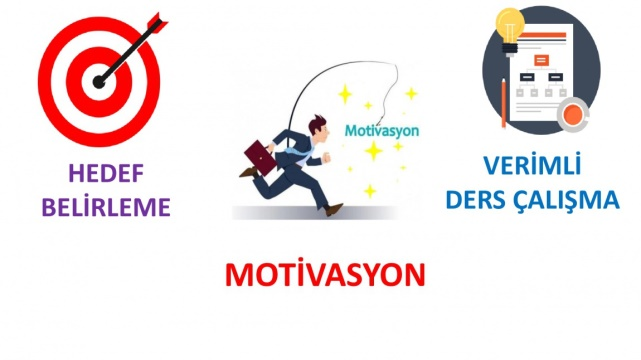 Motivasyon
HEDEF
BELİRLEME
VERİMLİ
DERS ÇALIŞMA
MOTİVASYON